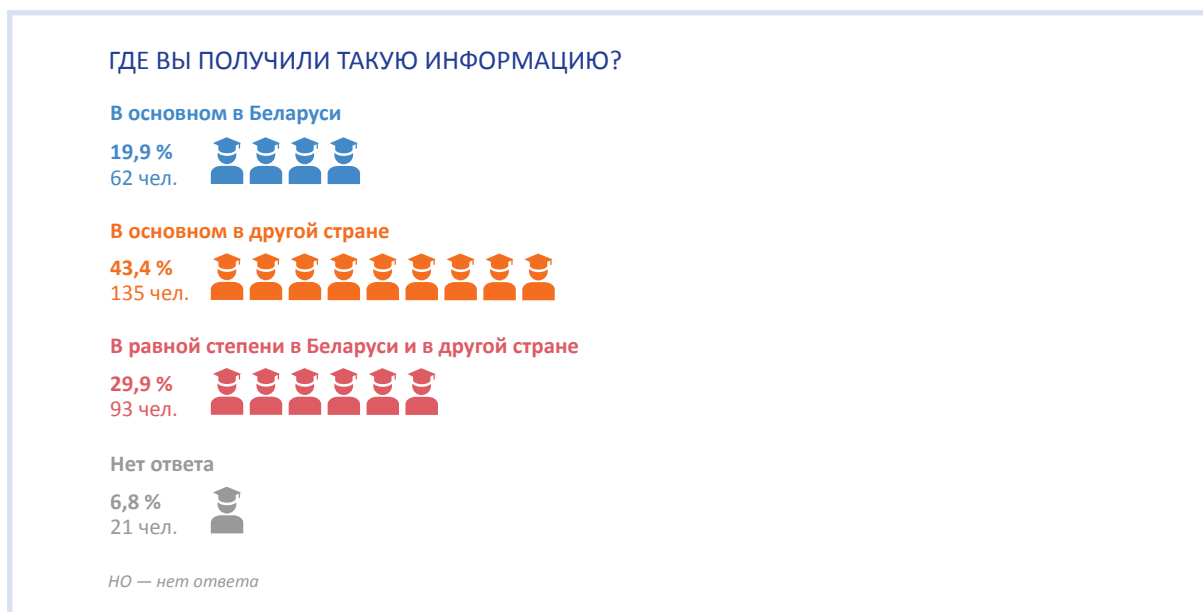 ГДЕ ВЫ ПОЛУЧИЛИ ТАКУЮ ИНФОРМАЦИЮ?
В основном в Беларуси
19,9 %
62 чел.
В основном в другой стране
43,4 %
135 чел.
В равной степени в Беларуси и в другой стране
29,9 %
93 чел.
Нет ответа
6,8 %
21 чел.
НО — нет ответа